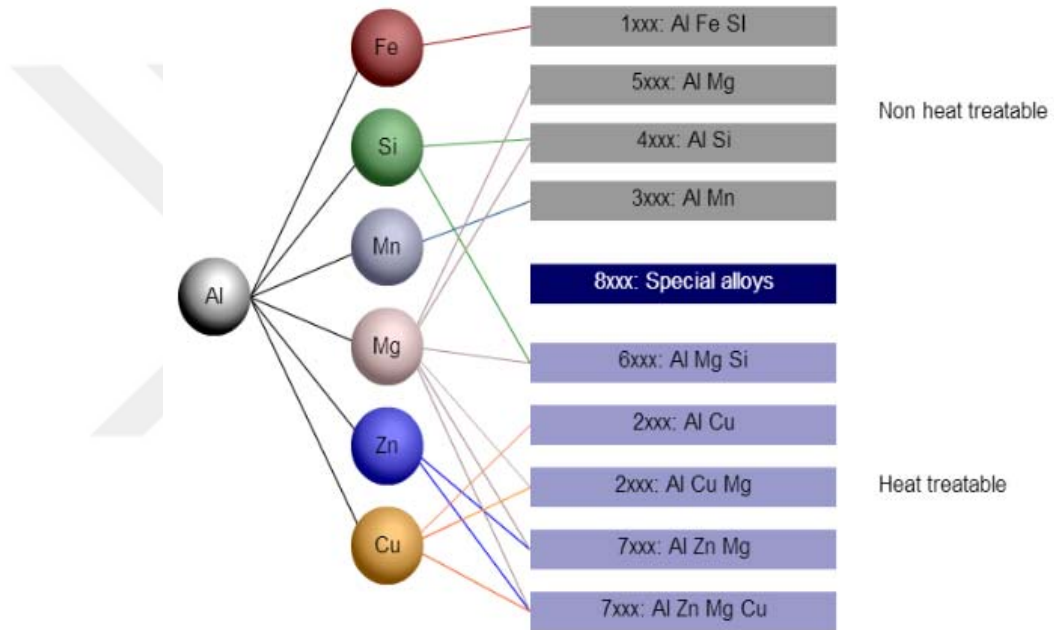 Al
Fe
Si
Mn
Mg
Zn
Cu
1xxx: Al Fe SI
5xxx: Al Mg
4xxx: Al Si
3xxx: Al Mn
8xxx: Special alloys
6xxx: Al Mg Si
2xxx: Al Cu
2xxx: Al Cu Mg
7xxx: Al Zn Mg
7xxx: Al Zn Mg Cu
Non heat treatable
Heat treatable